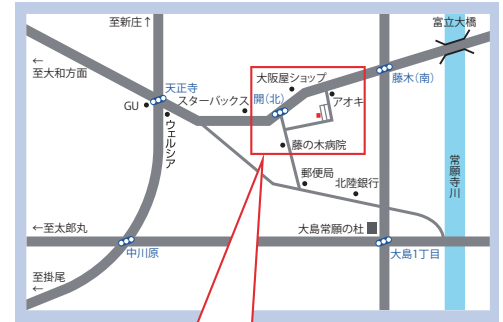 至新庄↑
富立大橋
←
至大和方面
天正寺
GU
スターバックス
ウェルシア
大阪屋ショップ
開(北)
アオキ
藤木(南)
藤の木病院
郵便局
北陸銀行
常願寺川
←至太郎丸
大島常願の杜
中川原
大島1丁目
至掛尾
←